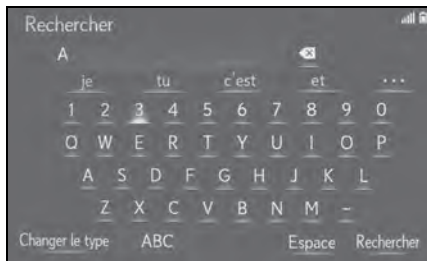 Rechercher
A
je tu c'est et ...
1 2 3 4 5 6 7 8 9 0
Q W E R T Y U I O P
A S D F G H J K L
Z X C V B N M -
Changer le type ABC Espace Rechercher